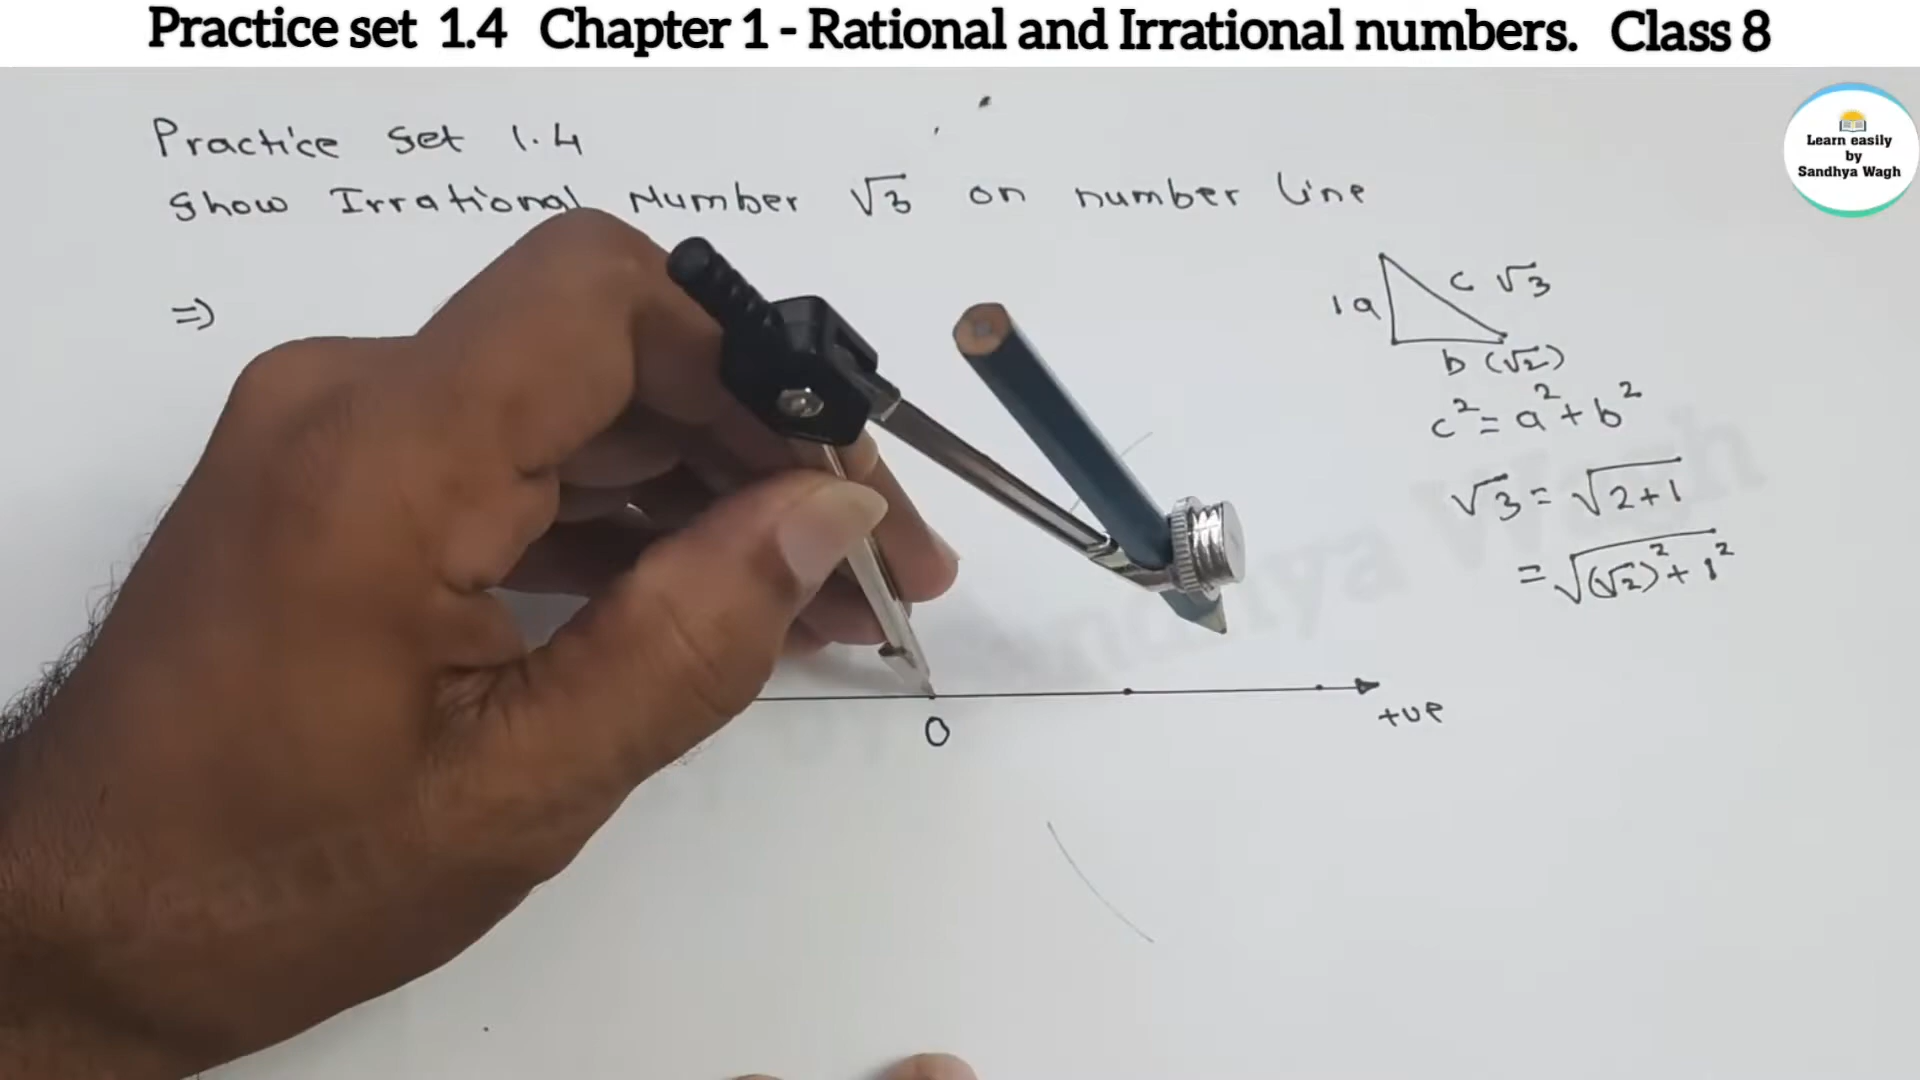 Practice set 1.4 Chapter 1 - Rational and Irrational numbers. Class 8
Learn easily
by
Sandhya Wagh
Practice Set 1.4
Show Irrational Number √3 on number line
⇒
1 a
c √3
b (√2)
c² = a² + b²
√3 = √2+1
= √(√2)² + 1²
0
+ve
Sandhya Wagh